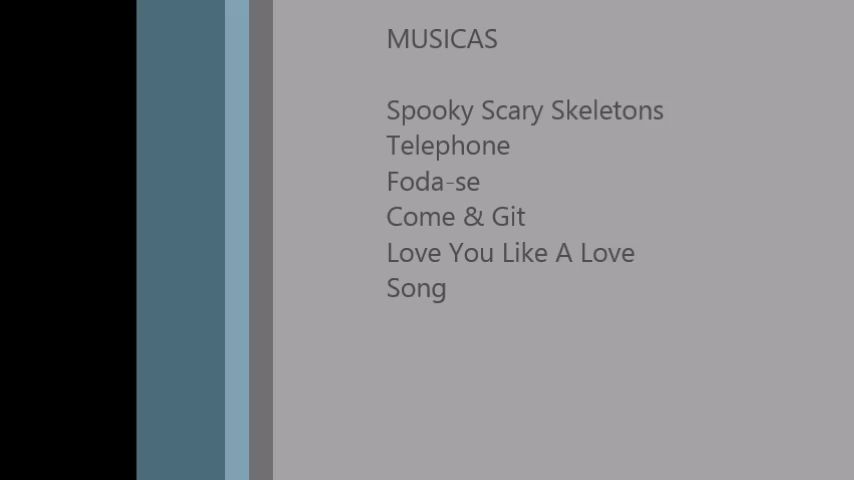 MUSICAS
Spooky Scary Skeletons
Telephone
Foda-se
Come & Git
Love You Like A Love
Song